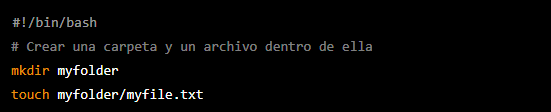 #!/bin/bash
# Crear una carpeta y un archivo dentro de ella
mkdir myfolder
touch myfolder/myfile.txt